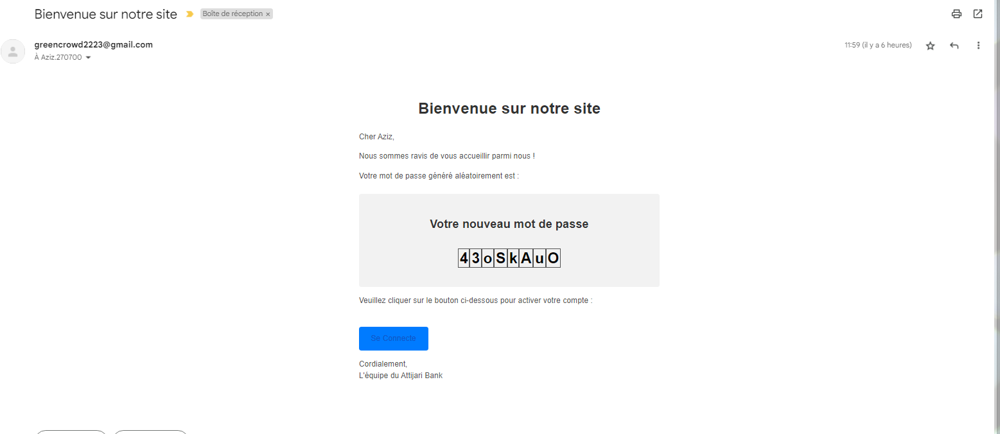 Bienvenue sur notre site
Boîte de réception ×
greencrowd2223@gmail.com
11:59 (il y a 6 heures)
À Aziz.270700
Bienvenue sur notre site
Cher Aziz,
Nous sommes ravis de vous accueillir parmi nous !
Votre mot de passe généré aléatoirement est :
Votre nouveau mot de passe
43oSkAuO
Veuillez cliquer sur le bouton ci-dessous pour activer votre compte :
Se Connecte
Cordialement,
L'équipe du Attijari Bank